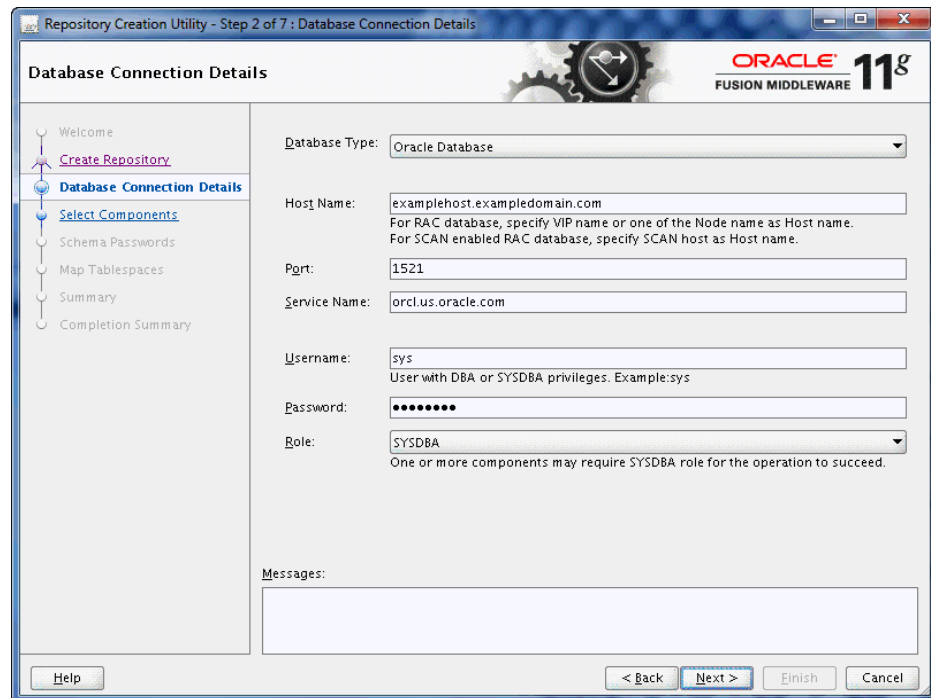 Repository Creation Utility - Step 2 of 7 : Database Connection Details
Database Connection Details
ORACLE
FUSION MIDDLEWARE
11g
Welcome
Create Repository
Database Connection Details
Select Components
Schema Passwords
Map Tablespaces
Summary
Completion Summary
Database Type:
Oracle Database
Host Name:
examplehost.exampledomain.com
For RAC database, specify VIP name or one of the Node name as Host name.
For SCAN enabled RAC database, specify SCAN host as Host name.
Port:
1521
Service Name:
orcl.us.oracle.com
Username:
sys
User with DBA or SYSDBA privileges. Example:sys
Password:
••••••••
Role:
SYSDBA
One or more components may require SYSDBA role for the operation to succeed.
Messages:
Help
< Back
Next >
Finish
Cancel